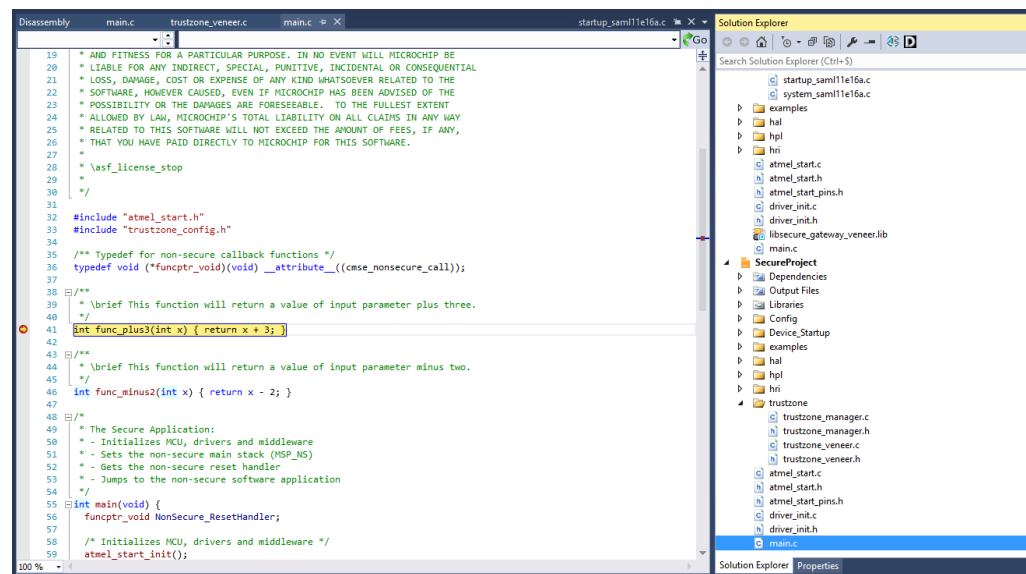 Disassembly main.c trustzone_veneer.c main.c startup_saml11e16a.c
Go
19 * AND FITNESS FOR A PARTICULAR PURPOSE. IN NO EVENT WILL MICROCHIP BE
20 * LIABLE FOR ANY INDIRECT, SPECIAL, PUNITIVE, INCIDENTAL OR CONSEQUENTIAL
21 * LOSS, DAMAGE, COST OR EXPENSE OF ANY KIND WHATSOEVER RELATED TO THE
22 * SOFTWARE, HOWEVER CAUSED, EVEN IF MICROCHIP HAS BEEN ADVISED OF THE
23 * POSSIBILITY OR THE DAMAGES ARE FORESEEABLE.  TO THE FULLEST EXTENT
24 * ALLOWED BY LAW, MICROCHIP'S TOTAL LIABILITY ON ALL CLAIMS IN ANY WAY
25 * RELATED TO THIS SOFTWARE WILL NOT EXCEED THE AMOUNT OF FEES, IF ANY,
26 * THAT YOU HAVE PAID DIRECTLY TO MICROCHIP FOR THIS SOFTWARE.
27 *
28 * \asf_license_stop
29 *
30 */
31
32 #include "atmel_start.h"
33 #include "trustzone_config.h"
34
35 /** Typedef for non-secure callback functions */
36 typedef void (*funcptr_void)(void) __attribute__((cmse_nonsecure_call));
37
38 /**
39 * \brief This function will return a value of input parameter plus three.
40 */
41 int func_plus3(int x) { return x + 3; }
42
43 /**
44 * \brief This function will return a value of input parameter minus two.
45 */
46 int func_minus2(int x) { return x - 2; }
47
48 /*
49 * The Secure Application:
50 * - Initializes MCU, drivers and middleware
51 * - Sets the non-secure main stack (MSP_NS)
52 * - Gets the non-secure reset handler
53 * - Jumps to the non-secure software application
54 */
55 int main(void) {
56 funcptr_void NonSecure_ResetHandler;
57
58 /* Initializes MCU, drivers and middleware */
59 atmel_start_init();
100 %
Solution Explorer
Search Solution Explorer (Ctrl+$)
startup_saml11e16a.c
system_saml11e16a.c
examples
hal
hpl
hri
atmel_start.c
atmel_start.h
atmel_start_pins.h
driver_init.c
driver_init.h
libsecure_gateway_veneer.lib
main.c
SecureProject
Dependencies
Output Files
Libraries
Config
Device_Startup
examples
hal
hpl
hri
trustzone
trustzone_manager.c
trustzone_manager.h
trustzone_veneer.c
trustzone_veneer.h
atmel_start.c
atmel_start.h
atmel_start_pins.h
driver_init.c
driver_init.h
main.c
Solution Explorer Properties